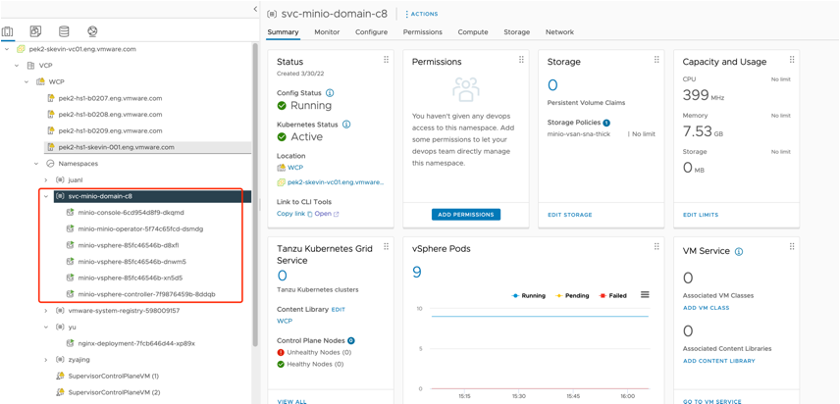 pek2-skevin-vc01.eng.vmware.com
VCP
WCP
pek2-hs1-b0207.eng.vmware.com
pek2-hs1-b0208.eng.vmware.com
pek2-hs1-b0209.eng.vmware.com
pek2-hs1-skevin-001.eng.vmware.com
Namespaces
juanl
svc-minio-domain-c8
minio-console-6cd954d8f9-dkqmd
minio-minio-operator-5f74c65fcd-dsmdg
minio-vsphere-85fc46546b-d8xfl
minio-vsphere-85fc46546b-dnwm5
minio-vsphere-85fc46546b-xn5d5
minio-vsphere-controller-7f9876459b-8ddqb
vmware-system-registry-598009157
yu
nginx-deployment-7fcb646d44-xp89x
zyajing
SupervisorControlPlaneVM (1)
SupervisorControlPlaneVM (2)
svc-minio-domain-c8
ACTIONS
Summary Monitor Configure Permissions Compute Storage Network
Status
Created 3/30/22
Config Status
Running
Kubernetes Status
Active
Location
WCP
pek2-skevin-vc01.eng.vmware...
Link to CLI Tools
Copy link Open
Permissions
You haven't given any devops
access to this namespace. Add
some permissions to let your
devops team directly manage
this namespace.
ADD PERMISSIONS
Storage
0
Persistent Volume Claims
Storage Policies 1
minio-vsan-sna-thick | No limit
EDIT STORAGE
Capacity and Usage
CPU No limit
399 MHz
Memory No limit
7.53 GB
Storage No limit
0 MB
EDIT LIMITS
Tanzu Kubernetes Grid
Service
0
Tanzu Kubernetes clusters
Content Library EDIT
WCP
Control Plane Nodes 0
Unhealthy Nodes (0)
Healthy Nodes (0)
VIEW ALL
vSphere Pods
9
Running Pending Failed
10
5
0
15:15 15:30 15:45 16:00
VM Service
0
Associated VM Classes
ADD VM CLASS
0
Associated Content Libraries
ADD CONTENT LIBRARY
GO TO VM SERVICE